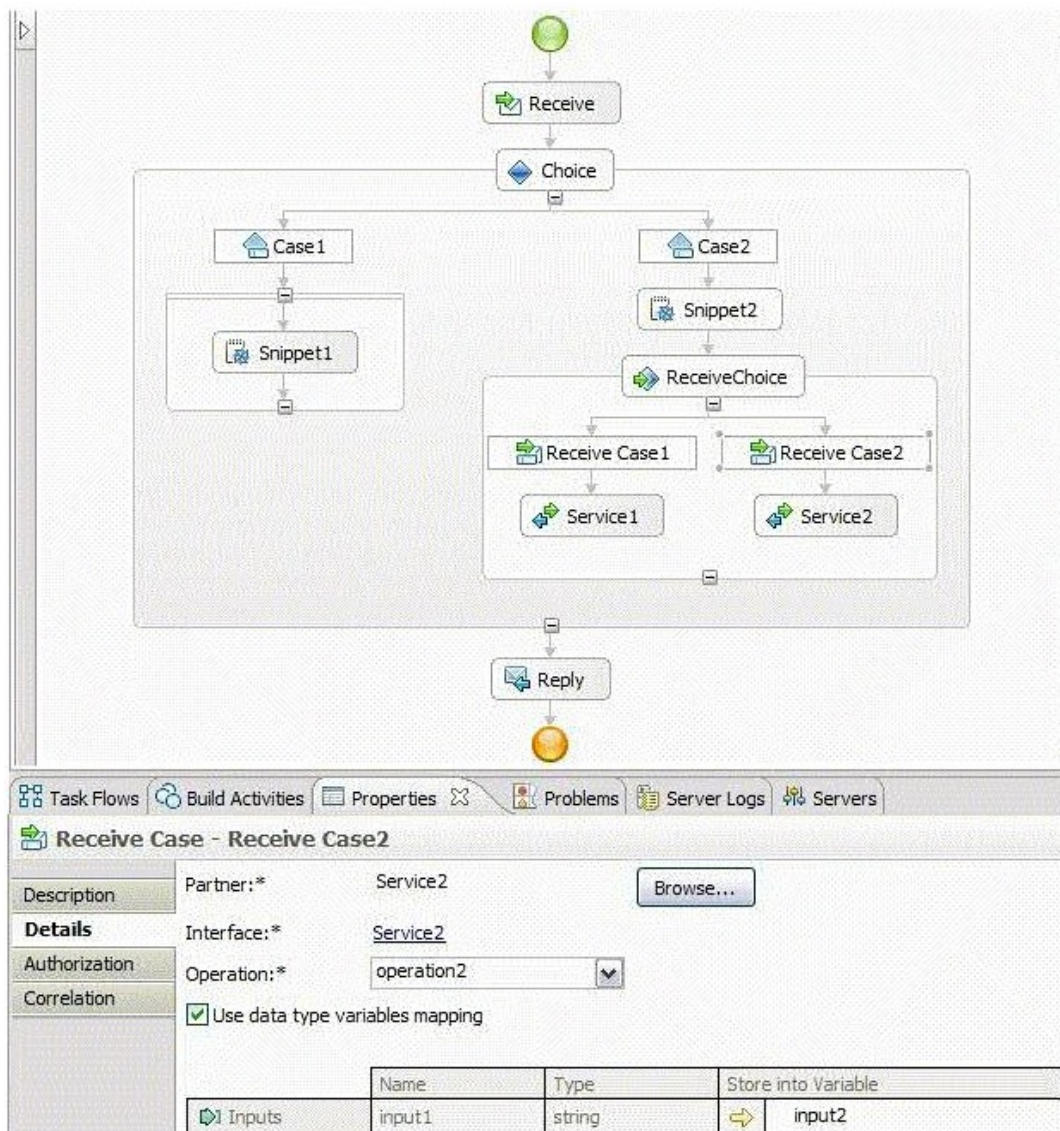 Receive
Choice
Case1
Case2
Snippet1
Snippet2
ReceiveChoice
Receive Case1
Receive Case2
Service1
Service2
Reply
Task Flows Build Activities Properties Problems Server Logs Servers
Receive Case - Receive Case2
Description
Details
Authorization
Correlation
Partner:* Service2 Browse...
Interface:* Service2
Operation:* operation2
Use data type variables mapping
Name Type Store into Variable
Inputs input1 string input2